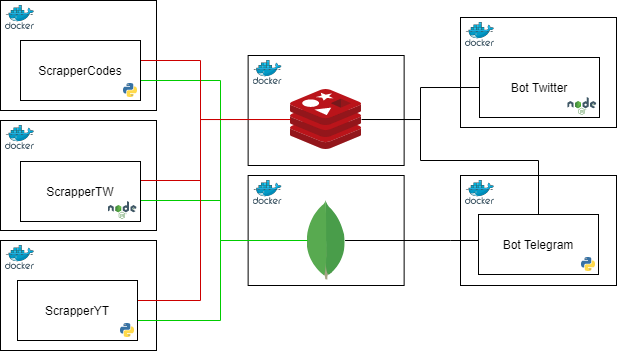 docker
ScrapperCodes
docker
ScrapperTW
node
docker
ScrapperYT
docker
docker
docker
Bot Twitter
node
docker
Bot Telegram